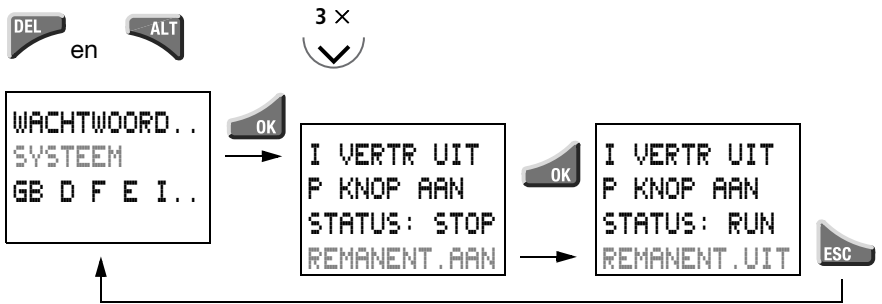 DEL en ALT
3 ×
WACHTWOORD..
SYSTEEM
GB D F E I..
OK
I VERTR UIT
P KNOP AAN
STATUS: STOP
REMANENT.AAN
OK
I VERTR UIT
P KNOP AAN
STATUS: RUN
REMANENT.UIT
ESC